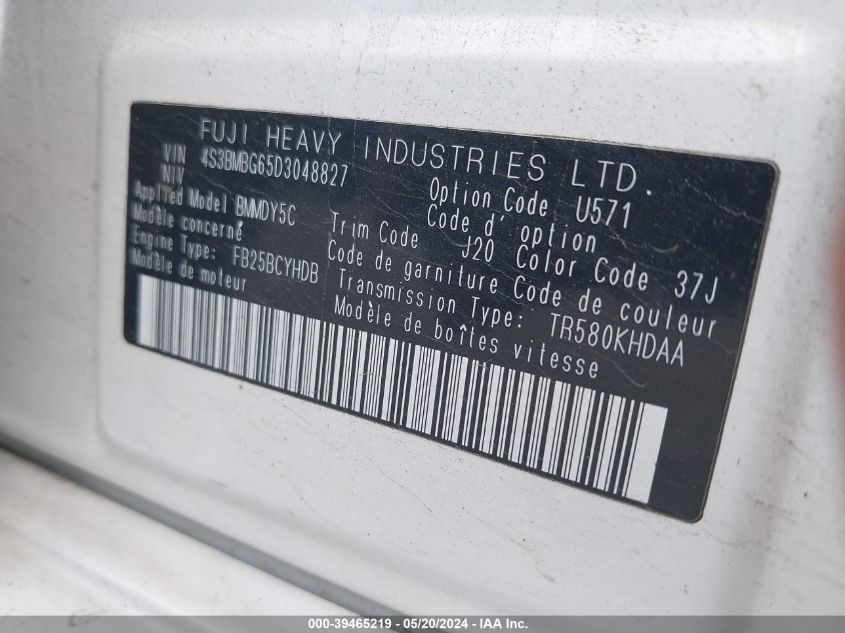 FUJI HEAVY INDUSTRIES LTD.
VIN 4S3BMBG65D3048827
NIV
Option Code U571
Code d'option
Applied Model BMMDY5C
Modèle concerné
Trim Code J20 Color Code 37J
Code de garniture Code de couleur
Engine Type: FB25BCYHDB
Modèle de moteur
Transmission Type: TR580KHDAA
Modèle de boîtes vitesse
000-39465219 - 05/20/2024 - IAA Inc.